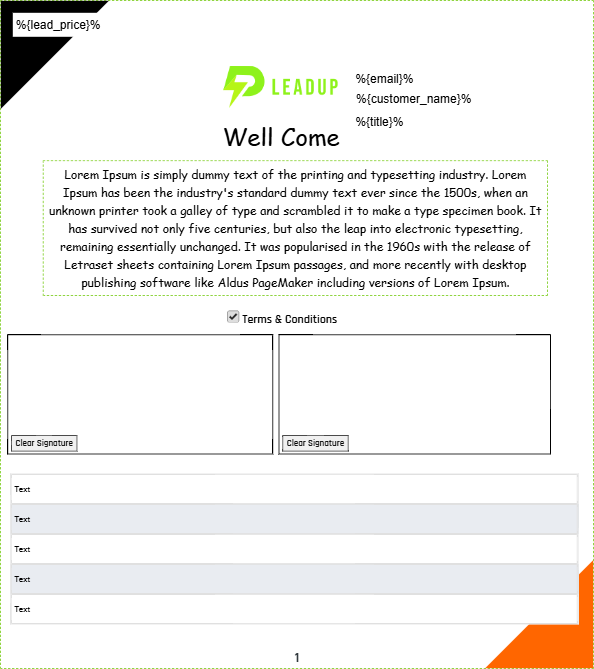 %{lead_price}%
LEADUP
%{email}%
%{customer_name}%
%{title}%
Well Come
Lorem Ipsum is simply dummy text of the printing and typesetting industry. Lorem
Ipsum has been the industry's standard dummy text ever since the 1500s, when an
unknown printer took a galley of type and scrambled it to make a type specimen book. It
has survived not only five centuries, but also the leap into electronic typesetting,
remaining essentially unchanged. It was popularised in the 1960s with the release of
Letraset sheets containing Lorem Ipsum passages, and more recently with desktop
publishing software like Aldus PageMaker including versions of Lorem Ipsum.
Terms & Conditions
Clear Signature
Clear Signature
Text
Text
Text
Text
Text
1